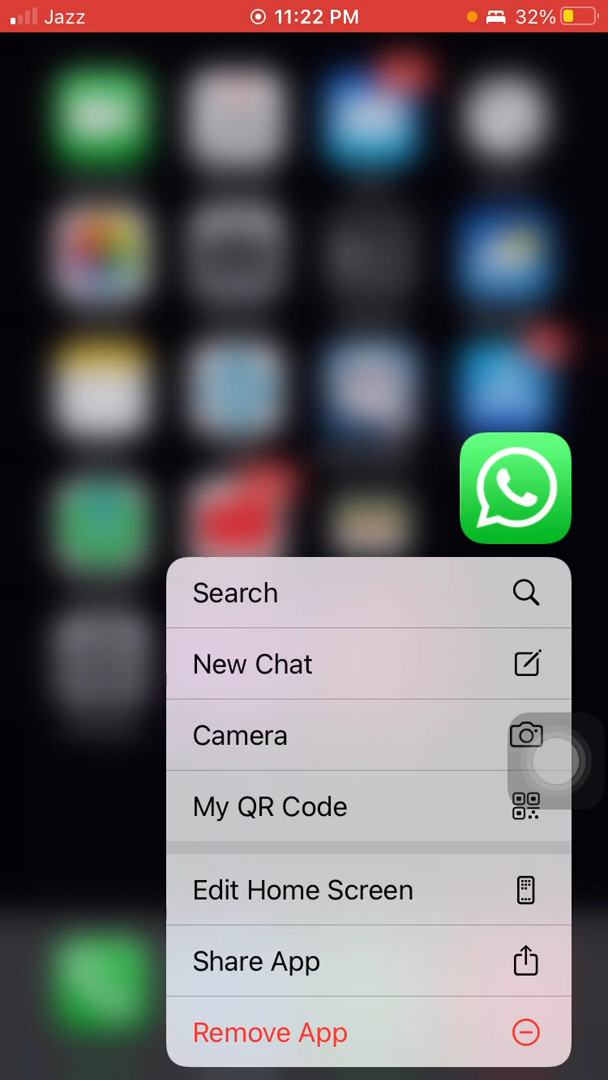 Jazz 11:22 PM 32%
Search
New Chat
Camera
My QR Code
Edit Home Screen
Share App
Remove App